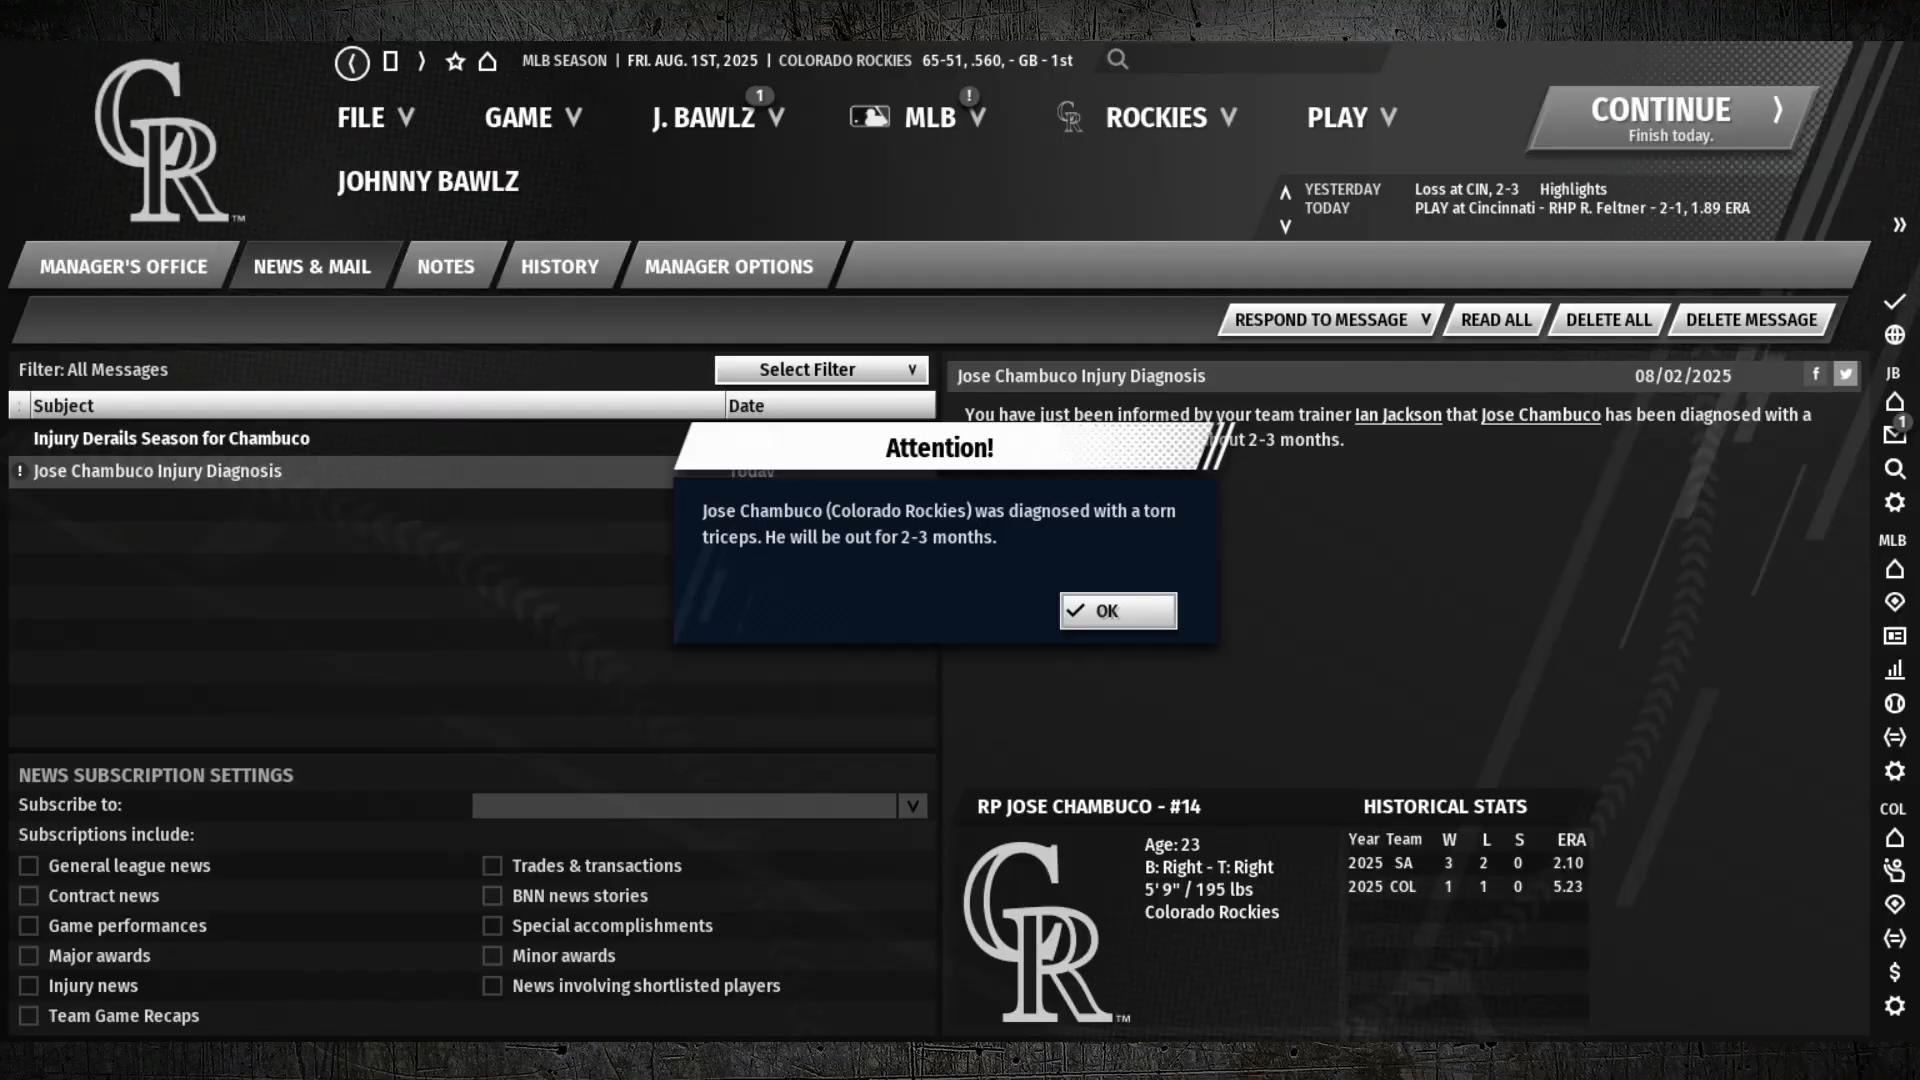 MLB SEASON | FRI. AUG. 1ST, 2025 | COLORADO ROCKIES 65-51, .560, - GB - 1st
FILE
GAME
J. BAWLZ
1
MLB
!
ROCKIES
PLAY
CONTINUE
Finish today.
JOHNNY BAWLZ
YESTERDAY Loss at CIN, 2-3 Highlights
TODAY PLAY at Cincinnati - RHP R. Feltner - 2-1, 1.89 ERA
MANAGER'S OFFICE
NEWS & MAIL
NOTES
HISTORY
MANAGER OPTIONS
RESPOND TO MESSAGE
READ ALL
DELETE ALL
DELETE MESSAGE
Filter: All Messages
Select Filter
Subject Date
Injury Derails Season for Chambuco
! Jose Chambuco Injury Diagnosis Today
Jose Chambuco Injury Diagnosis 08/02/2025
You have just been informed by your team trainer Ian Jackson that Jose Chambuco has been diagnosed with a
out 2-3 months.
Attention!
Jose Chambuco (Colorado Rockies) was diagnosed with a torn
triceps. He will be out for 2-3 months.
OK
NEWS SUBSCRIPTION SETTINGS
Subscribe to:
Subscriptions include:
General league news
Trades & transactions
Contract news
BNN news stories
Game performances
Special accomplishments
Major awards
Minor awards
Injury news
News involving shortlisted players
Team Game Recaps
RP JOSE CHAMBUCO - #14
Age: 23
B: Right - T: Right
5' 9" / 195 lbs
Colorado Rockies
HISTORICAL STATS
Year Team W L S ERA
2025 SA 3 2 0 2.10
2025 COL 1 1 0 5.23
CR
TM
CR
TM
JB
1
MLB
COL
$